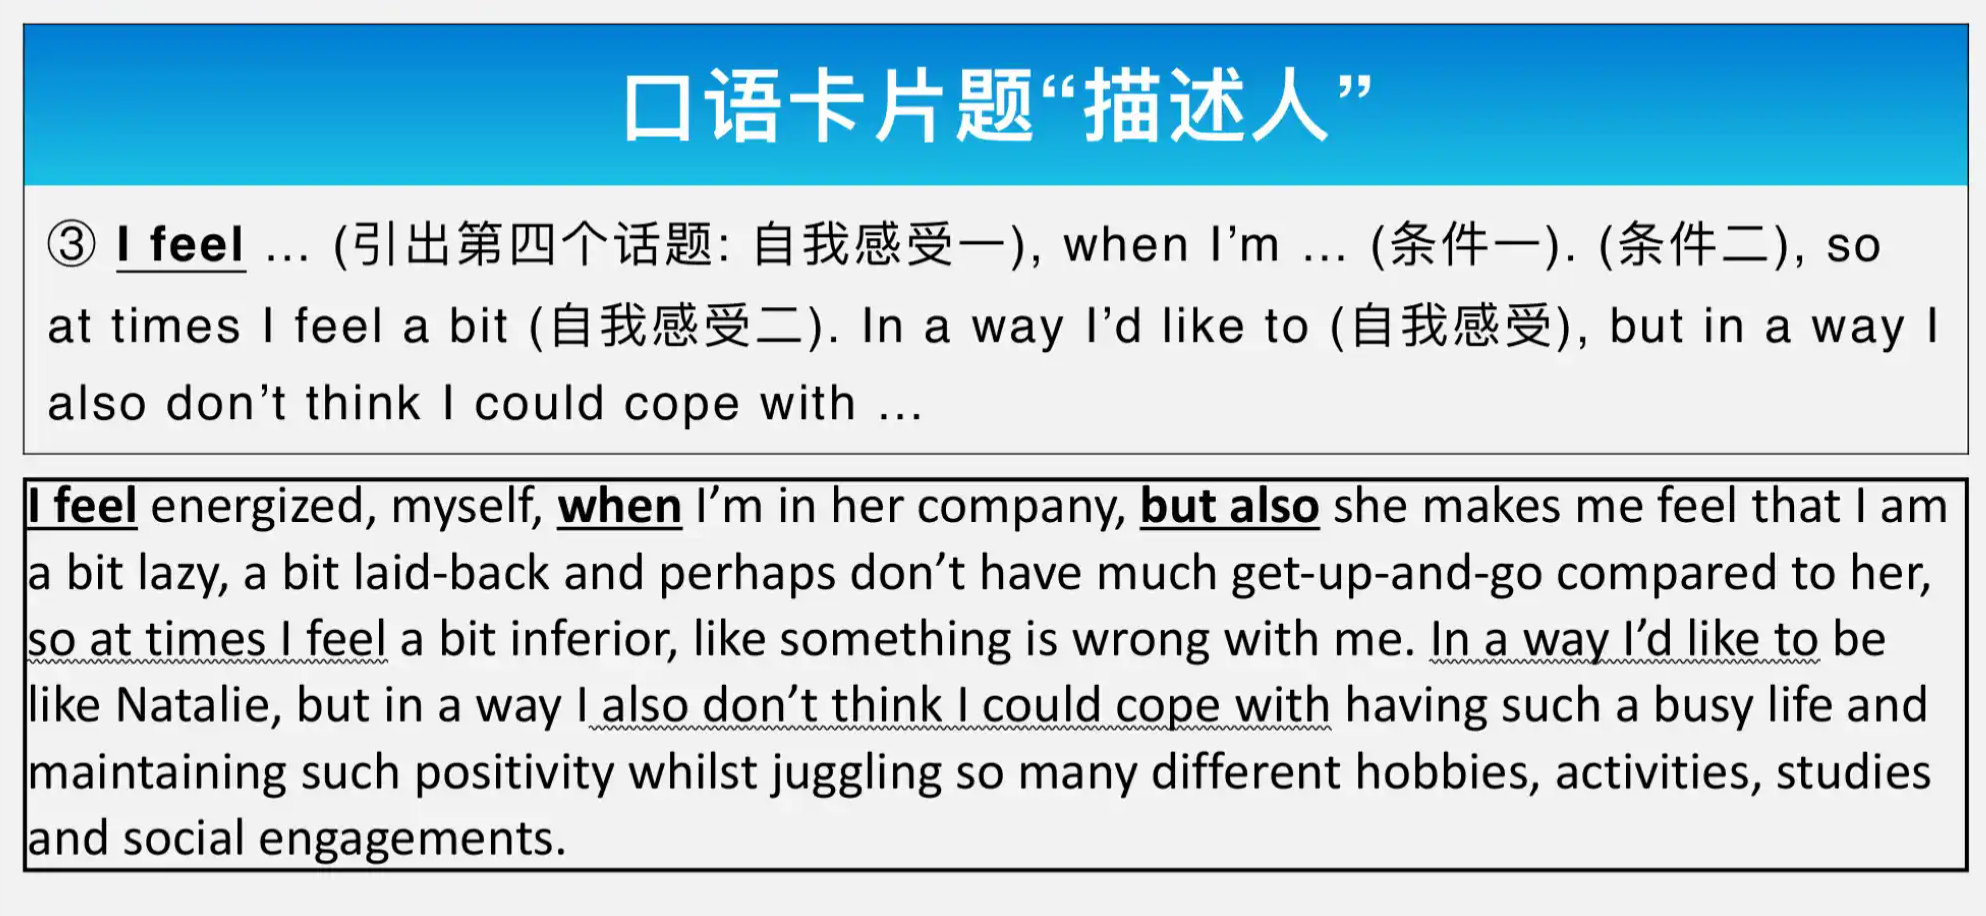 口语卡片题“描述人”
③ I feel … (引出第四个话题: 自我感受一), when I’m … (条件一). (条件二), so
at times I feel a bit (自我感受二). In a way I’d like to (自我感受), but in a way I
also don’t think I could cope with …
I feel energized, myself, when I’m in her company, but also she makes me feel that I am
a bit lazy, a bit laid-back and perhaps don’t have much get-up-and-go compared to her,
so at times I feel a bit inferior, like something is wrong with me. In a way I’d like to be
like Natalie, but in a way I also don’t think I could cope with having such a busy life and
maintaining such positivity whilst juggling so many different hobbies, activities, studies
and social engagements.